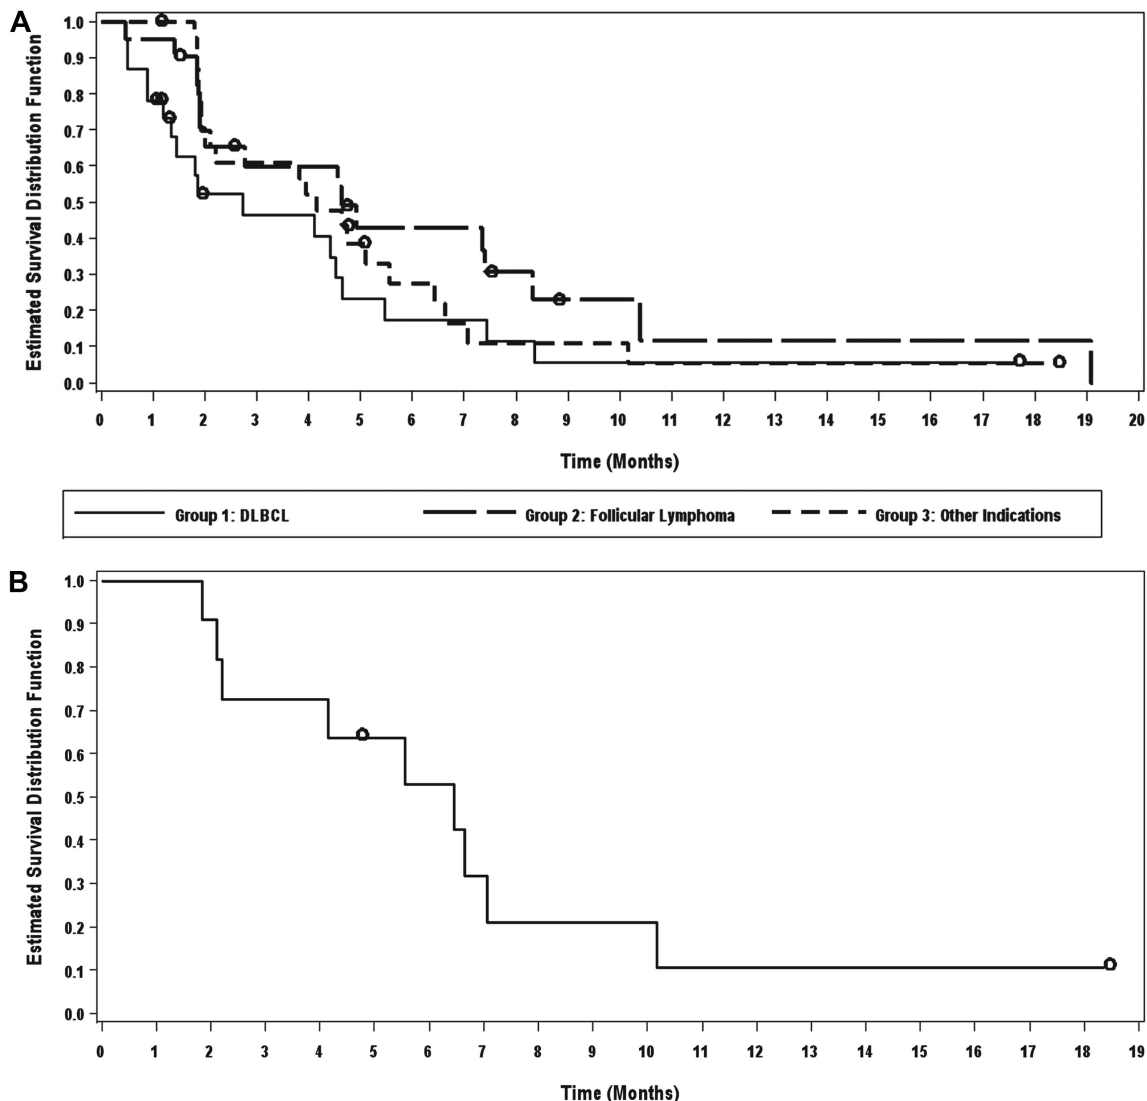 A
Estimated Survival Distribution Function
1.0
0.9
0.8
0.7
0.6
0.5
0.4
0.3
0.2
0.1
0.0
0 1 2 3 4 5 6 7 8 9 10 11 12 13 14 15 16 17 18 19 20
Time (Months)
Group 1: DLBCL Group 2: Follicular Lymphoma Group 3: Other Indications
B
Estimated Survival Distribution Function
1.0
0.9
0.8
0.7
0.6
0.5
0.4
0.3
0.2
0.1
0.0
0 1 2 3 4 5 6 7 8 9 10 11 12 13 14 15 16 17 18 19
Time (Months)